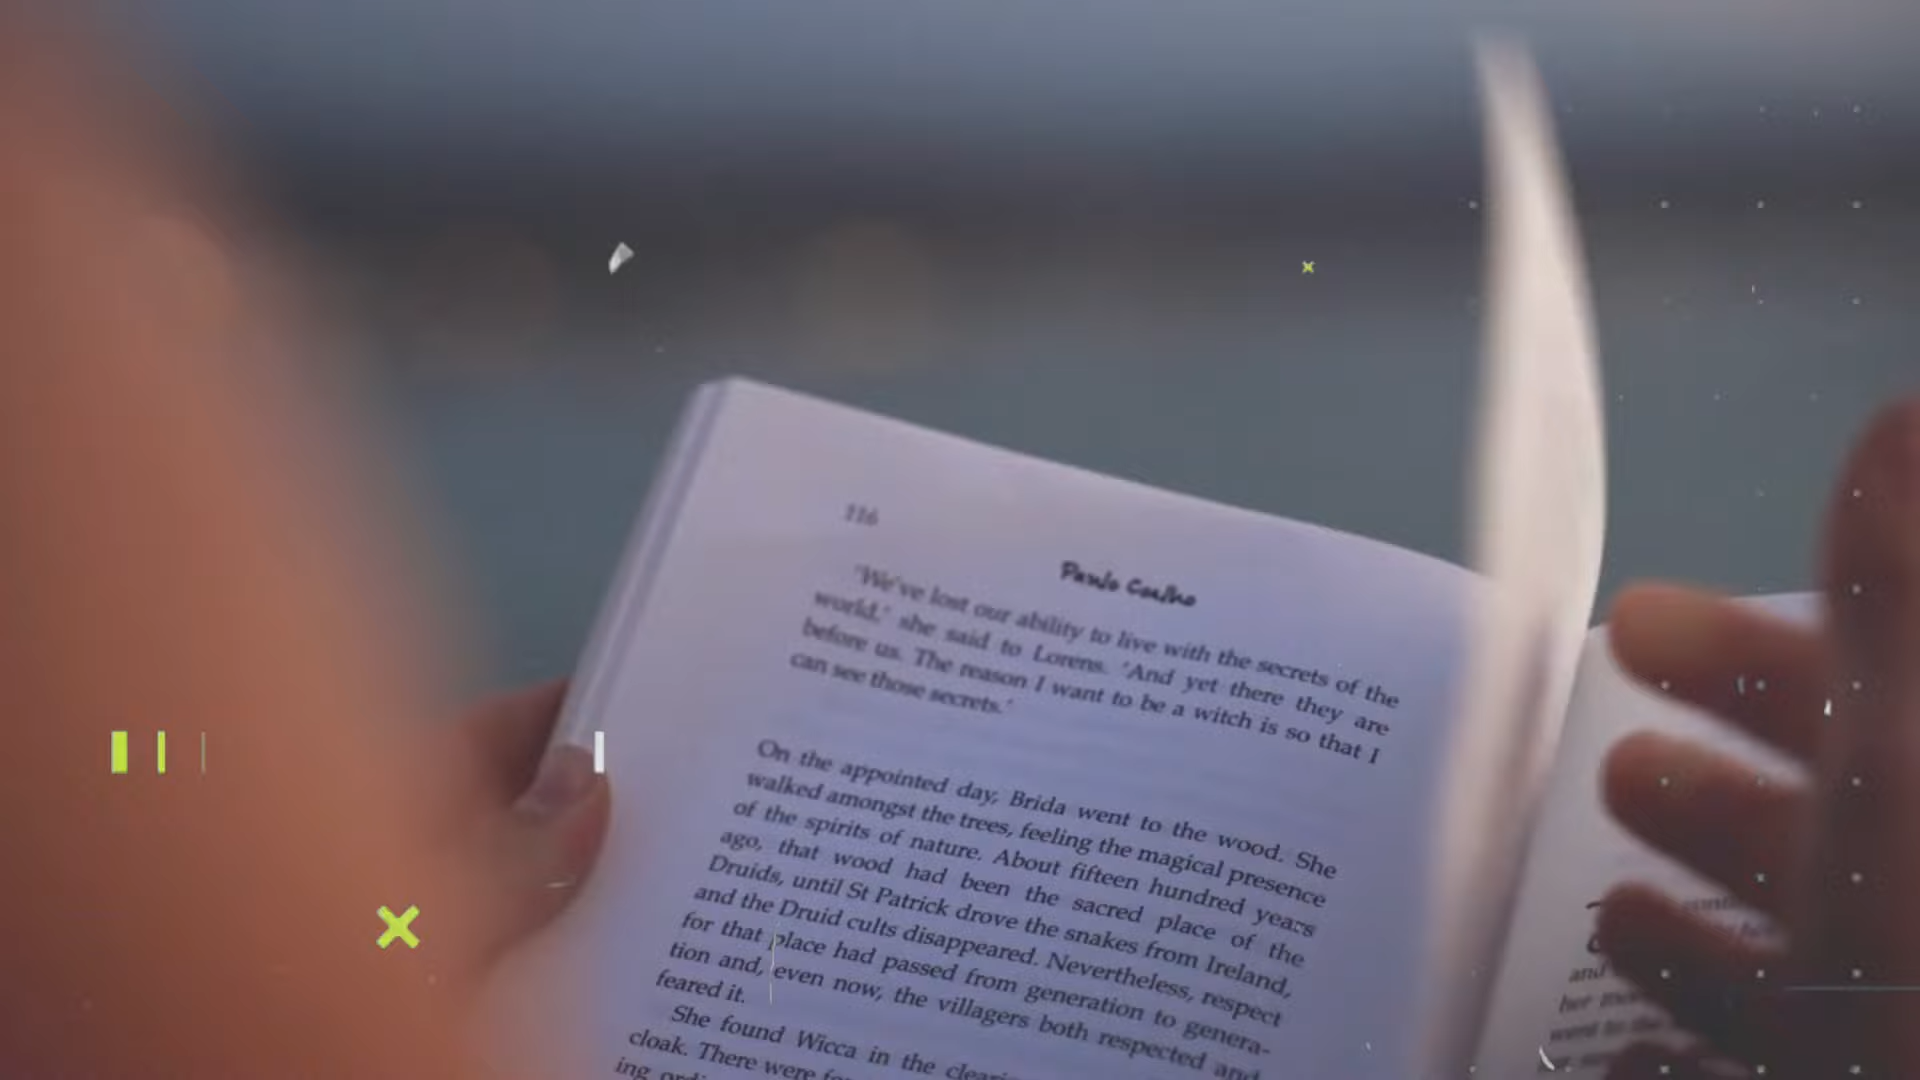 116
Paulo Coelho
'We've lost our ability to live with the secrets of the
world,' she said to Lorens. 'And yet there they are
before us. The reason I want to be a witch is so that I
can see those secrets.'
On the appointed day, Brida went to the wood. She
walked amongst the trees, feeling the magical presence
of the spirits of nature. About fifteen hundred years
ago, that wood had been the sacred place of the
Druids, until St Patrick drove the snakes from Ireland,
and the Druid cults disappeared. Nevertheless, respect
for that place had passed from generation to genera-
tion and, even now, the villagers both respected and
feared it.
She found Wicca in the
cloak. There were
ing
and
her
went to the